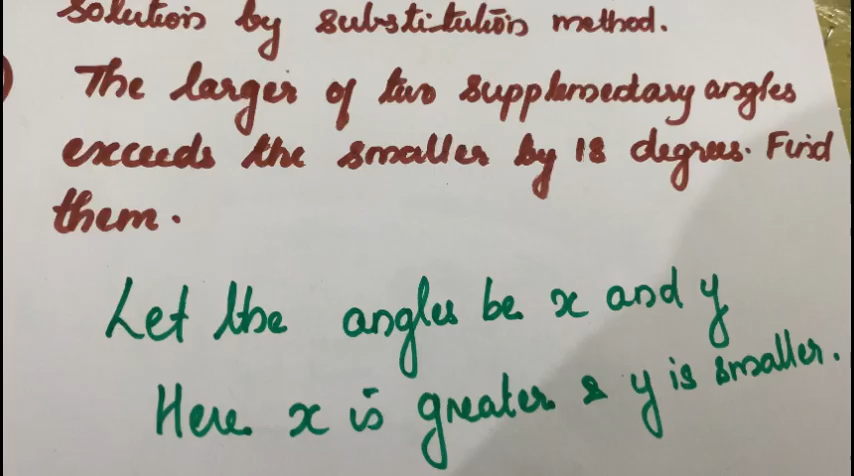 Solution by substitution method.
The larger of two supplementary angles
exceeds the smaller by 18 degrees. Find
them.
Let the angles be x and y
Here x is greater & y is smaller.